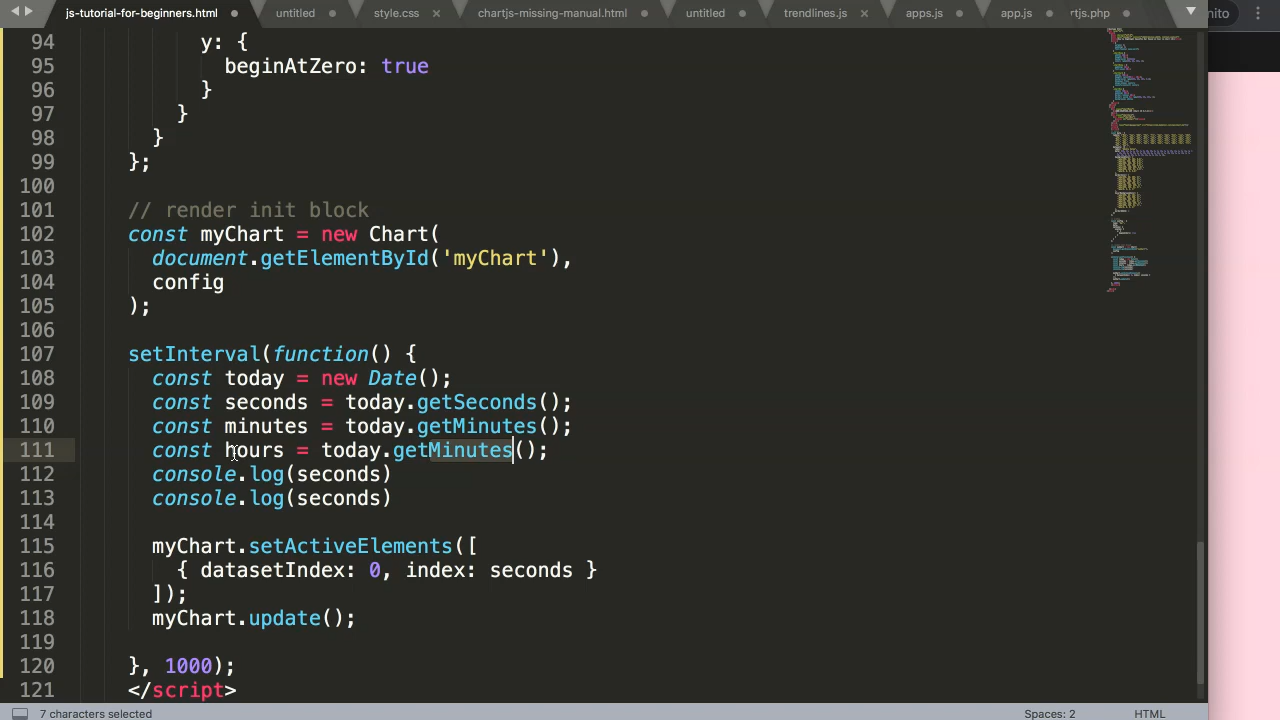 js-tutorial-for-beginners.html
untitled
style.css
chartjs-missing-manual.html
untitled
trendlines.js
apps.js
app.js
rtjs.php
nito
94 y: {
95 beginAtZero: true
96 }
97 }
98 }
99 };
100
101 // render init block
102 const myChart = new Chart(
103 document.getElementById('myChart'),
104 config
105 );
106
107 setInterval(function() {
108 const today = new Date();
109 const seconds = today.getSeconds();
110 const minutes = today.getMinutes();
111 const hours = today.getMinutes();
112 console.log(seconds)
113 console.log(seconds)
114
115 myChart.setActiveElements([
116 { datasetIndex: 0, index: seconds }
117 ]);
118 myChart.update();
119
120 }, 1000);
121 </script>
7 characters selected
Spaces: 2
HTML